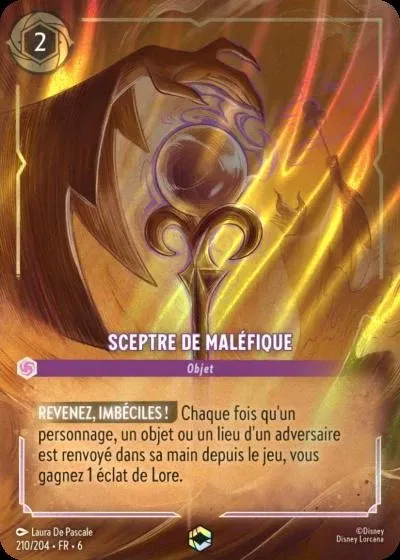 2
SCEPTRE DE MALÉFIQUE
Objet
REVENEZ, IMBÉCILES ! Chaque fois qu'un
personnage, un objet ou un lieu d'un adversaire
est renvoyé dans sa main depuis le jeu, vous
gagnez 1 éclat de Lore.
Laura De Pascale
©Disney
210/204 • FR • 6
Disney Lorcana